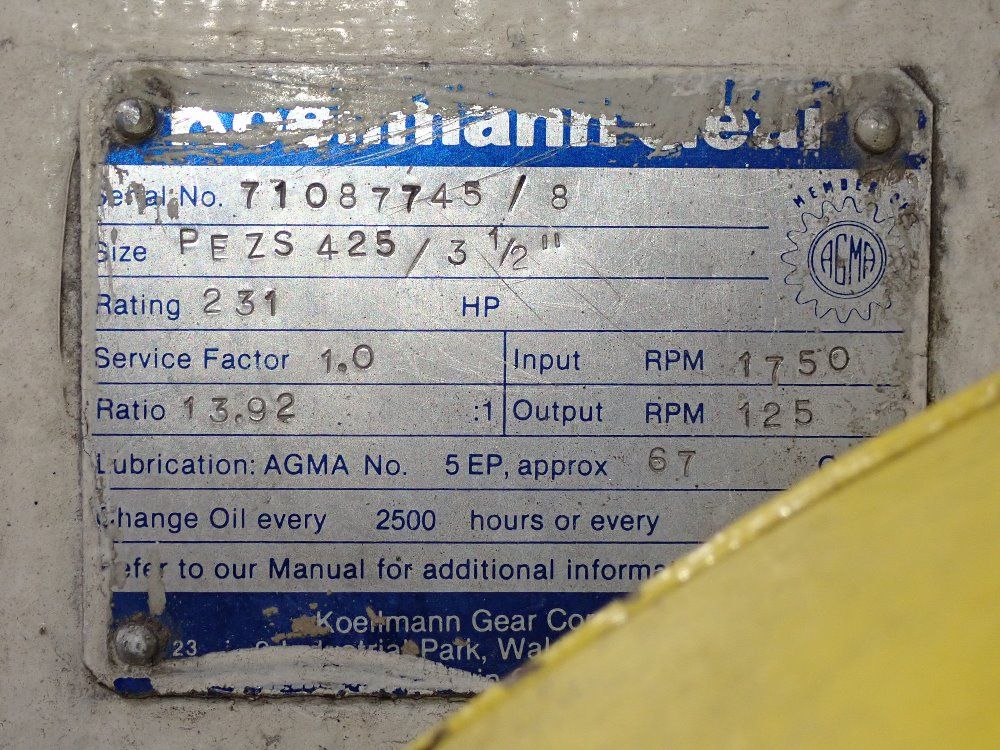 Koellmann Gear
Serial No. 71087745 / 8
MEMBER OF
AGMA
Size PEZS 425 / 3 1/2"
Rating 231 HP
Service Factor 1.0 Input RPM 1750
Ratio 13.92 :1 Output RPM 125
Lubrication: AGMA No. 5 EP, approx 67
Change Oil every 2500 hours or every
Refer to our Manual for additional
Koellmann Gear
23 Industrial Park,